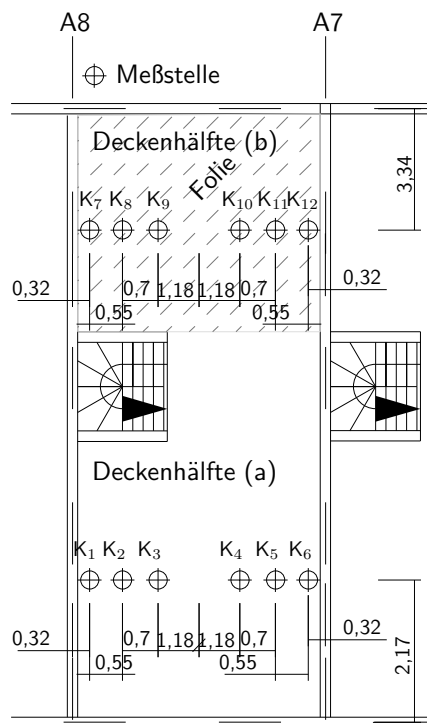 A8 A7
Meßstelle
Deckenhälfte (b)
Folie
3,34
K₇ K₈ K₉ K₁₀ K₁₁ K₁₂
0,32 0,7 1,18 1,18 0,7 0,32
0,55 0,55
Deckenhälfte (a)
K₁ K₂ K₃ K₄ K₅ K₆
0,32 0,7 1,18 1,18 0,7 0,32
0,55 0,55
2,17